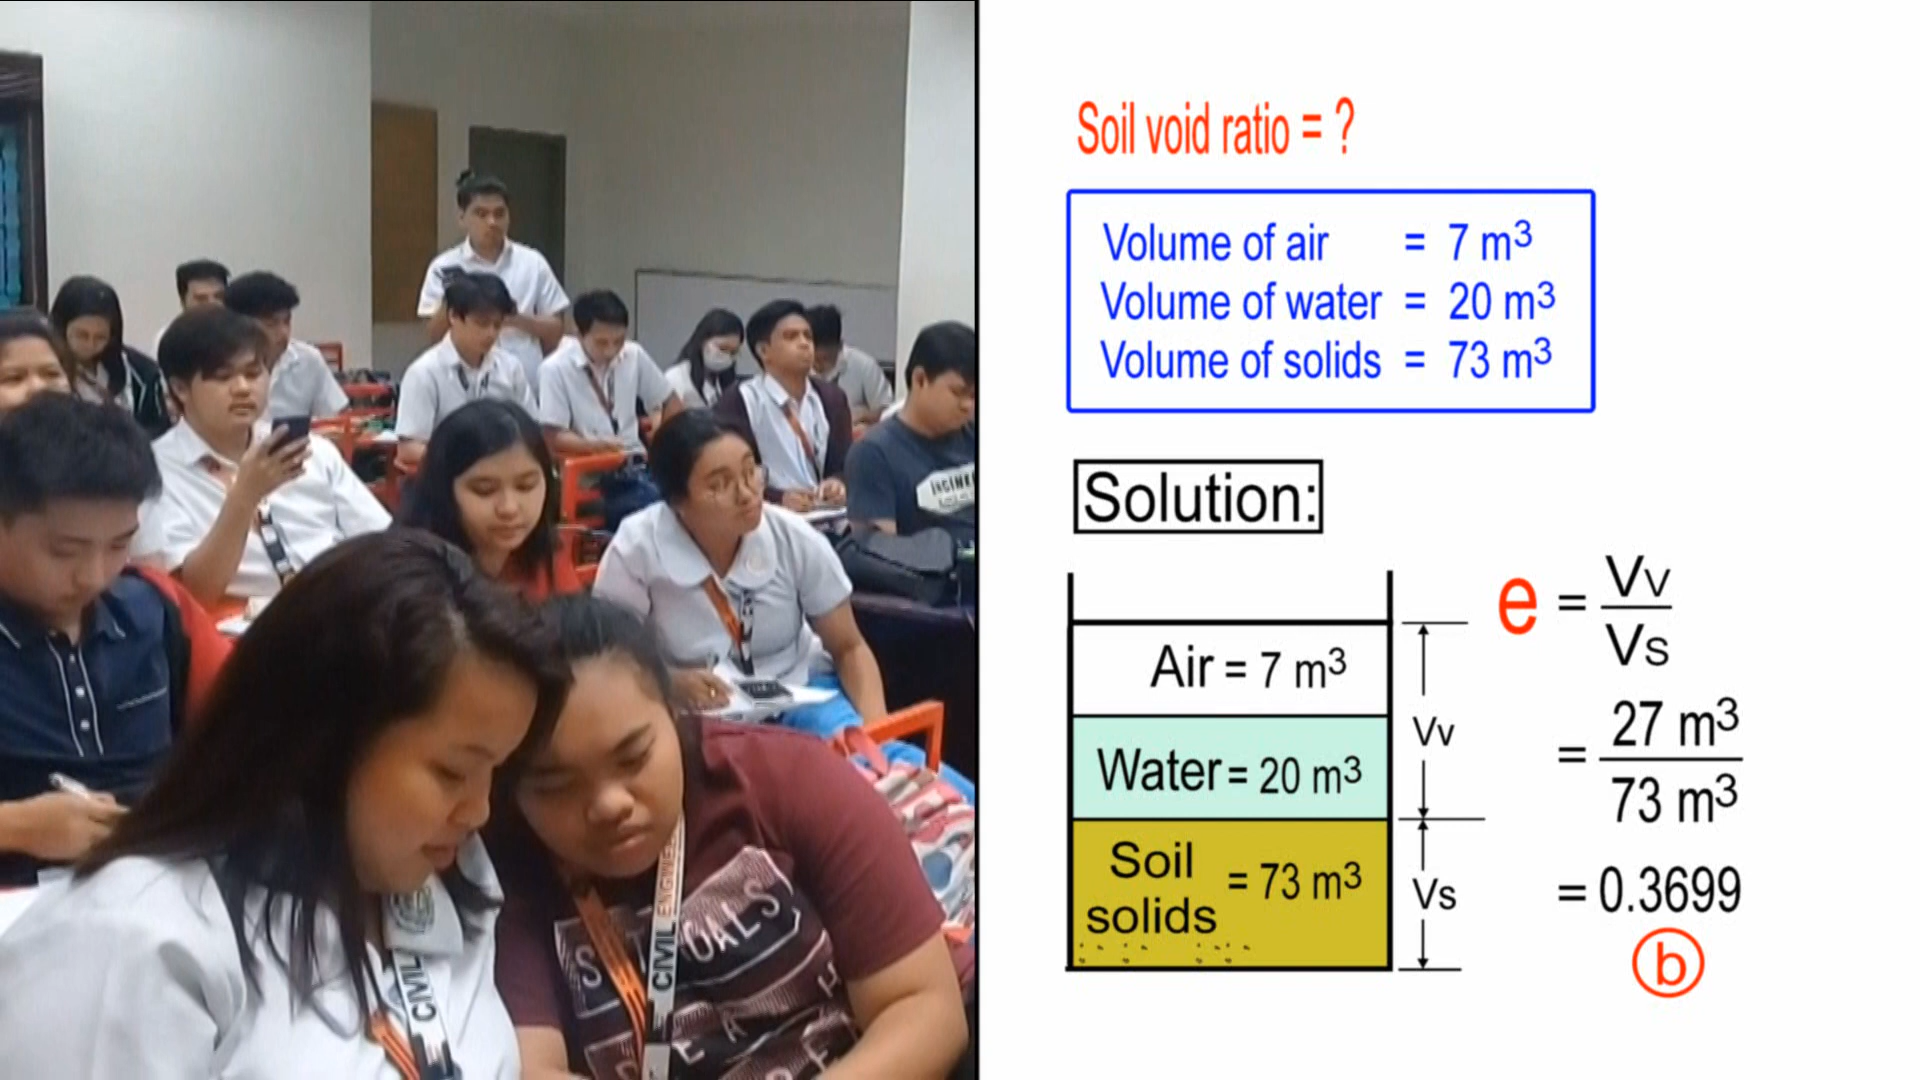 Soil void ratio = ?
Volume of air = 7 m³
Volume of water = 20 m³
Volume of solids = 73 m³
Solution:
Air = 7 m³
Water = 20 m³
Soil solids = 73 m³
Vv
Vs
e = Vv / Vs
= 27 m³ / 73 m³
= 0.3699
b
CIVIL
CIVIL ENGINEE